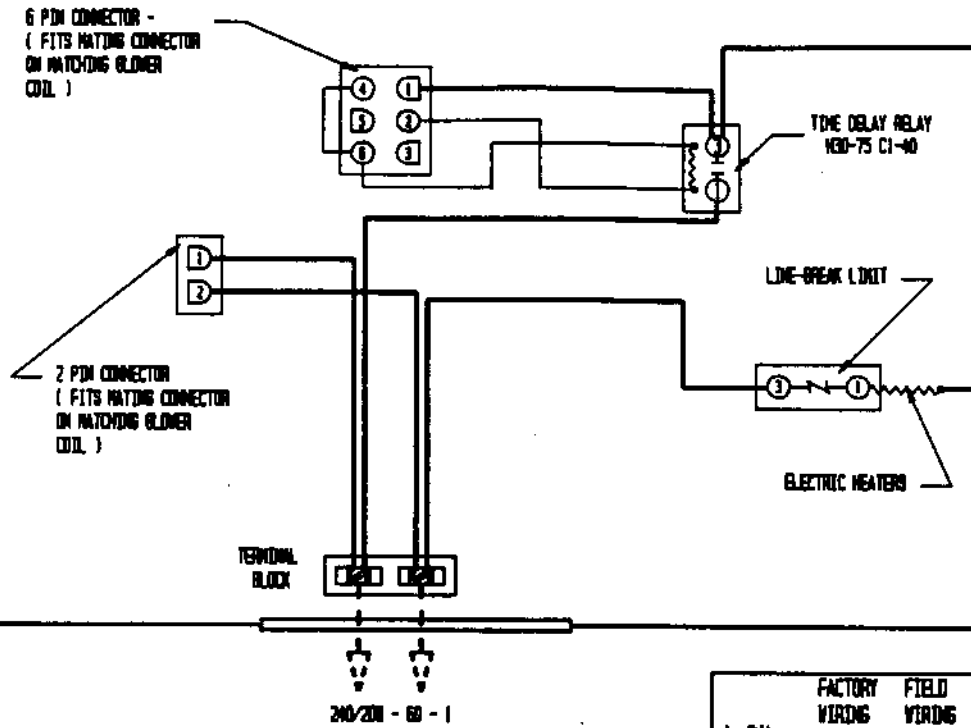 6 PIN CONNECTOR -
( FITS MATING CONNECTOR
ON MATCHING BLOWER
COIL )
4
1
5
2
6
3
TIME DELAY RELAY
1
2
LINE-BREAK LIMIT
2 PIN CONNECTOR
( FITS MATING CONNECTOR
ON MATCHING BLOWER
COIL )
3
1
ELECTRIC HEATERS
TERMINAL
BLOCK
240/208 - 60 - 1
FACTORY FIELD
WIRING WIRING